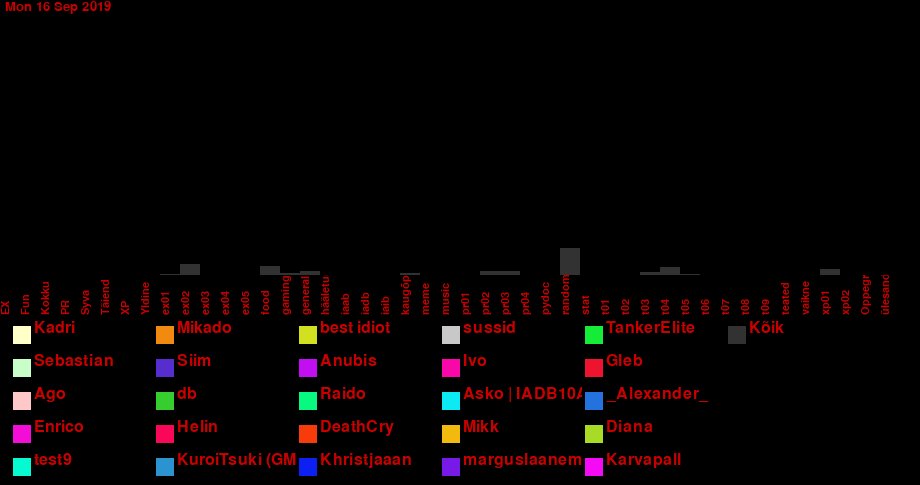 Mon 16 Sep 2019
EX Fun Kokku PR Syva Täiend XP Yldine ex01 ex02 ex03 ex04 ex05 food gaming general hääletu iaab iadb iaib kaugõp meme music pr01 pr02 pr03 pr04 pydoc random stat t01 t02 t03 t04 t05 t06 t07 t08 t09 teated vaikne xp01 xp02 Oppegr ülesand
Kadri Mikado best idiot sussid TankerElite Kõik
Sebastian Siim Anubis Ivo Gleb
Ago db Raido Asko | IADB10A _Alexander_
Enrico Helin DeathCry Mikk Diana
test9 KuroiTsuki (GM Khristjaaan marguslaanem Karvapall